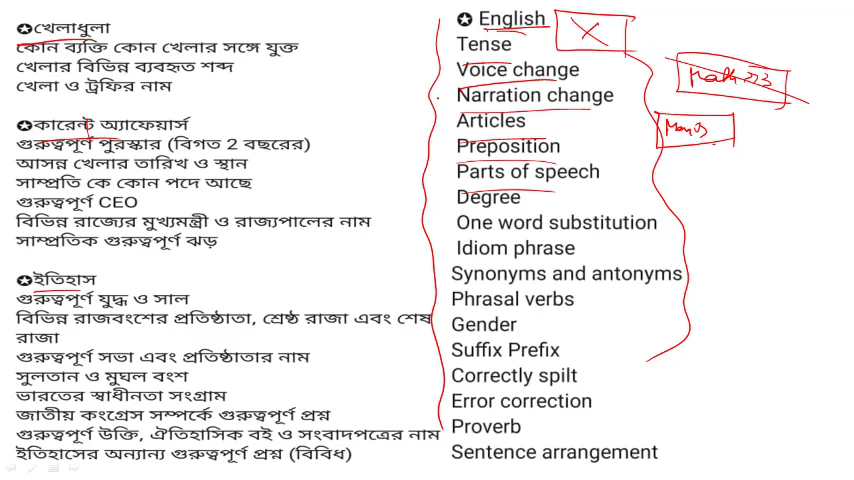 ✪খেলাধুলা
কোন ব্যক্তি কোন খেলার সঙ্গে যুক্ত
খেলার বিভিন্ন ব্যবহৃত শব্দ
খেলা ও ট্রফির নাম
✪কারেন্ট অ্যাফেয়ার্স
গুরুত্বপূর্ণ পুরস্কার (বিগত 2 বছরের)
আসন্ন খেলার তারিখ ও স্থান
সাম্প্রতি কে কোন পদে আছে
গুরুত্বপূর্ণ CEO
বিভিন্ন রাজ্যের মুখ্যমন্ত্রী ও রাজ্যপালের নাম
সাম্প্রতিক গুরুত্বপূর্ণ ঝড়
✪ইতিহাস
গুরুত্বপূর্ণ যুদ্ধ ও সাল
বিভিন্ন রাজবংশের প্রতিষ্ঠাতা, শ্রেষ্ঠ রাজা এবং শেষ
রাজা
গুরুত্বপূর্ণ সভা এবং প্রতিষ্ঠাতার নাম
সুলতান ও মুঘল বংশ
ভারতের স্বাধীনতা সংগ্রাম
জাতীয় কংগ্রেস সম্পর্কে গুরুত্বপূর্ণ প্রশ্ন
গুরুত্বপূর্ণ উক্তি, ঐতিহাসিক বই ও সংবাদপত্রের নাম
ইতিহাসের অন্যান্য গুরুত্বপূর্ণ প্রশ্ন (বিবিধ)
✪ English
Tense
Voice change
Narration change
Articles
Preposition
Parts of speech
Degree
One word substitution
Idiom phrase
Synonyms and antonyms
Phrasal verbs
Gender
Suffix Prefix
Correctly spilt
Error correction
Proverb
Sentence arrangement